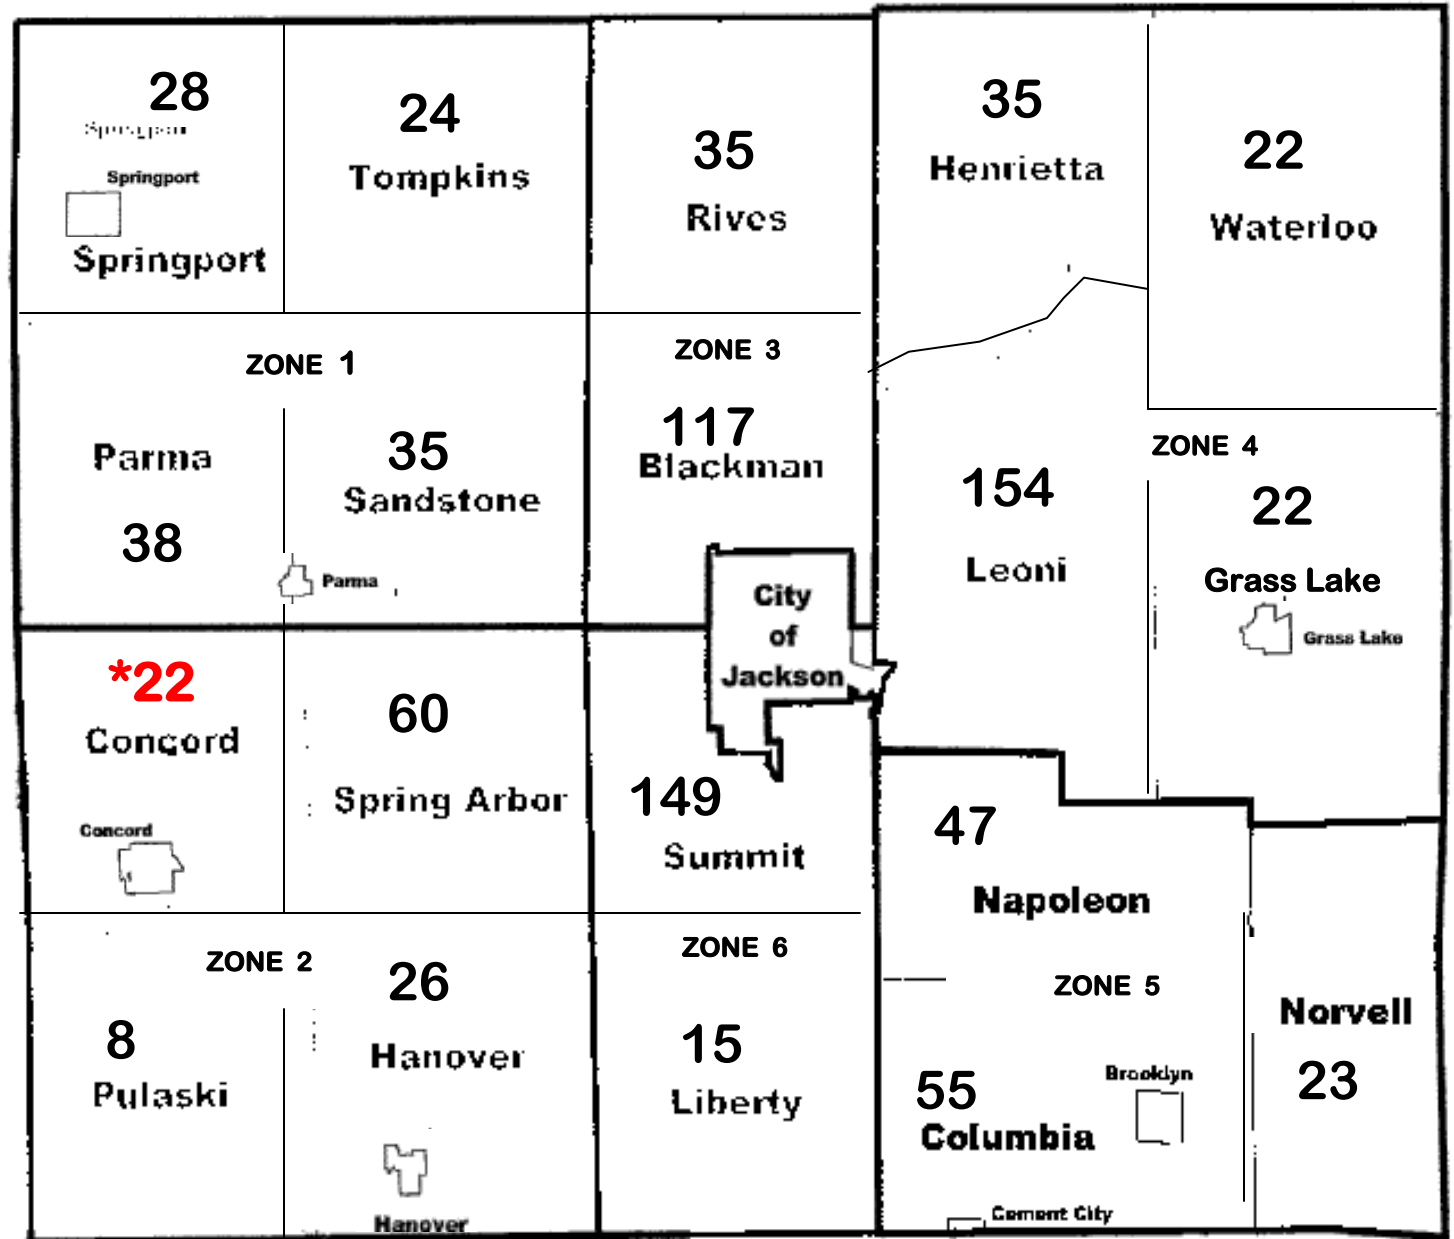 28
Springport
Springport
Springport
24
Tompkins
35
Rives
35
Henrietta
22
Waterloo
ZONE 1
ZONE 3
Parma
38
35
Sandstone
Parma
117
Blackman
ZONE 4
154
Leoni
22
Grass Lake
Grass Lake
City
of
Jackson
*22
Concord
Concord
60
Spring Arbor
149
Summit
47
Napoleon
ZONE 2
ZONE 6
ZONE 5
8
Pulaski
26
Hanover
Hanover
15
Liberty
55
Columbia
Brooklyn
Cement City
Norvell
23